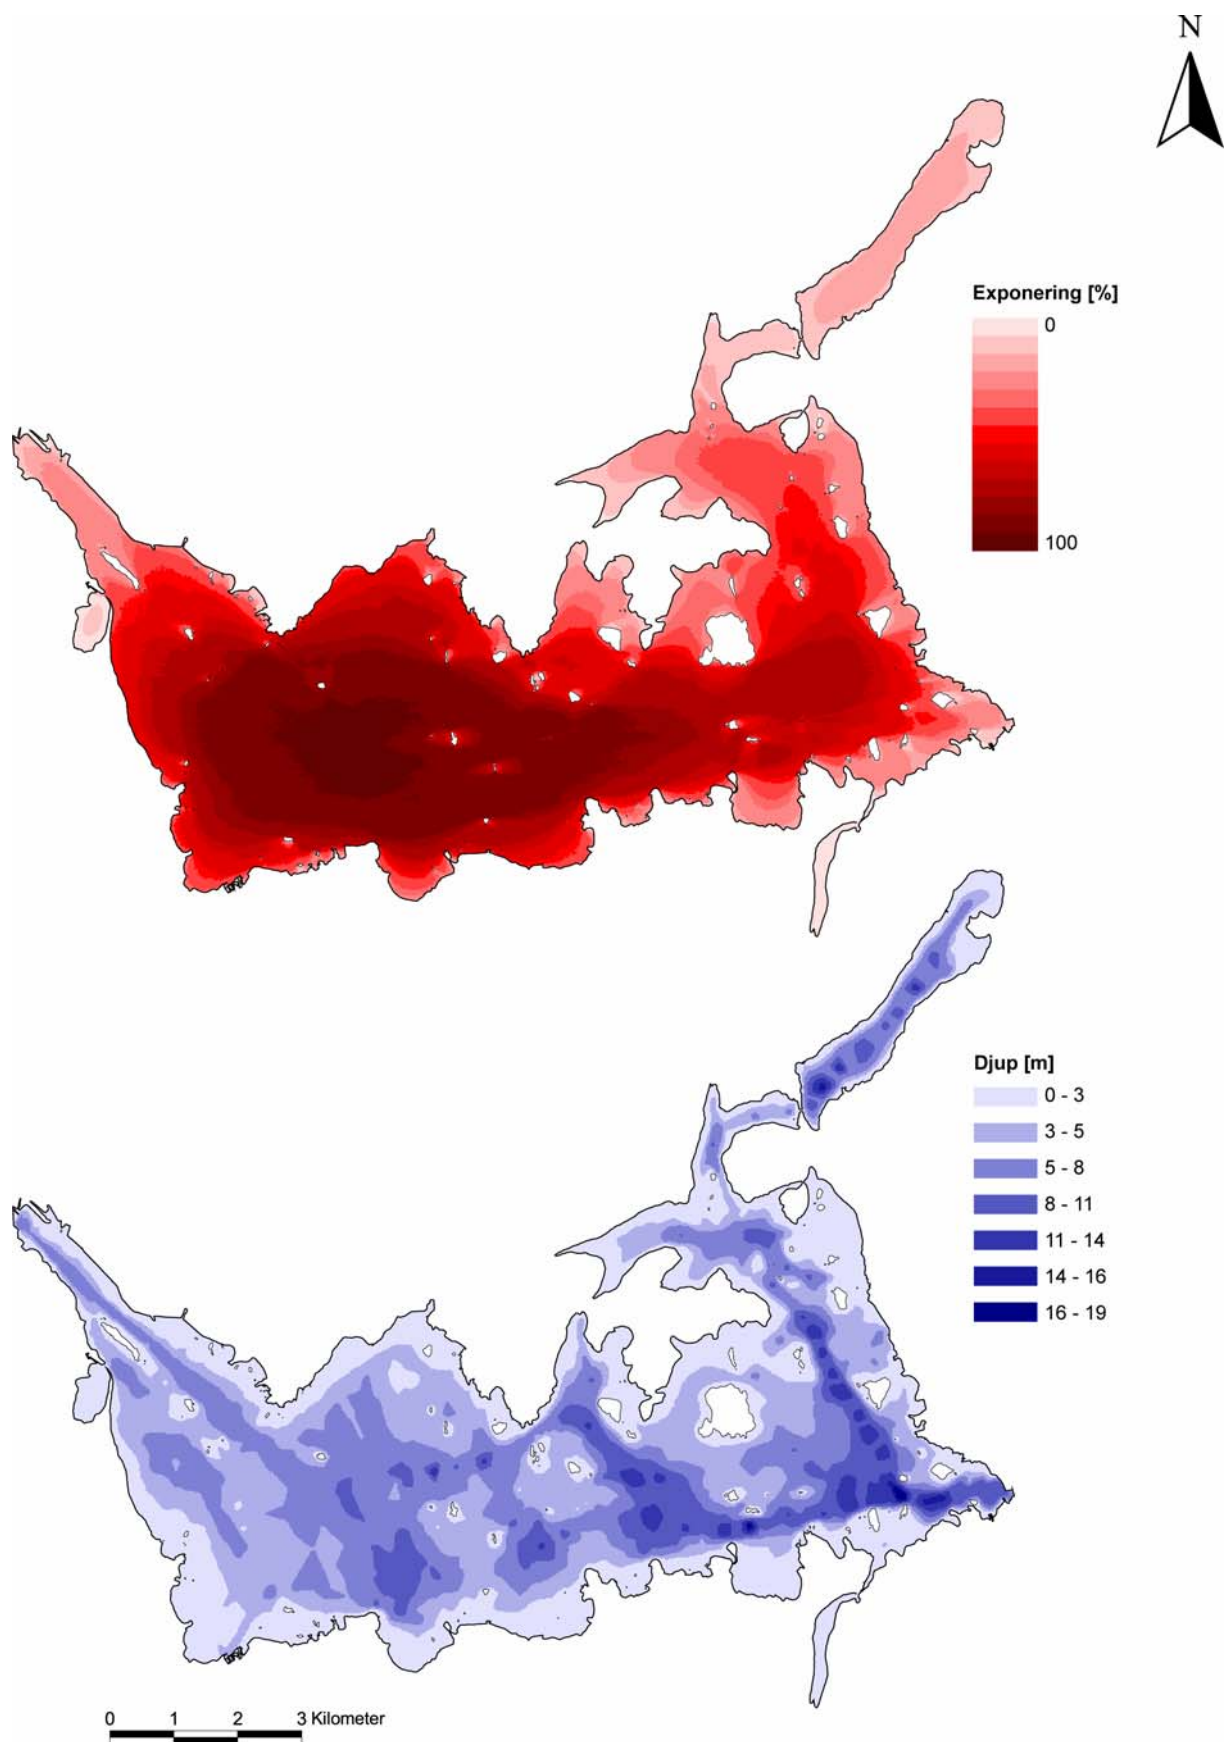 N
Exponering [%]
0
100
Djup [m]
0 - 3
3 - 5
5 - 8
8 - 11
11 - 14
14 - 16
16 - 19
0 1 2 3 Kilometer